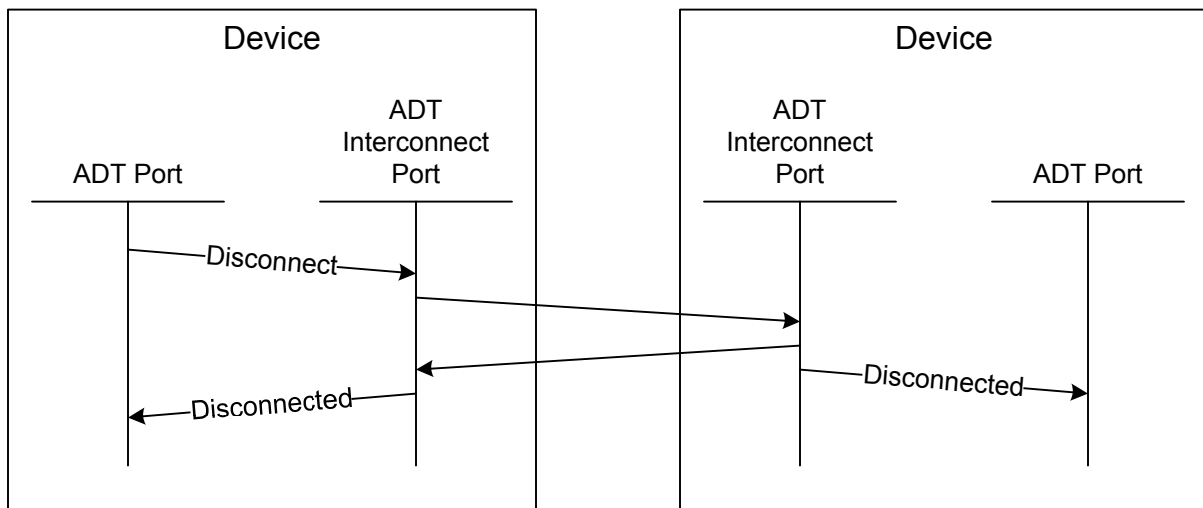 Device
ADT Port
ADT
Interconnect
Port
Disconnect
Disconnected
Device
ADT
Interconnect
Port
ADT Port
Disconnected